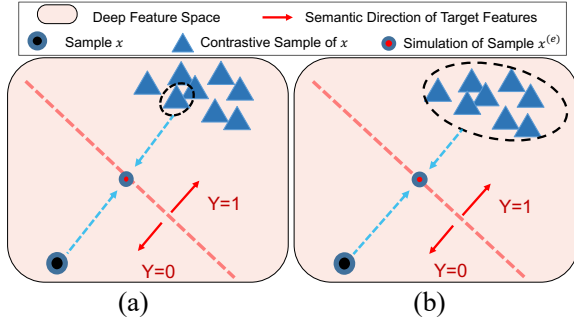 Deep Feature Space Semantic Direction of Target Features
Sample x Contrastive Sample of x Simulation of Sample x^(e)
Y=1 Y=1
Y=0 Y=0
(a) (b)